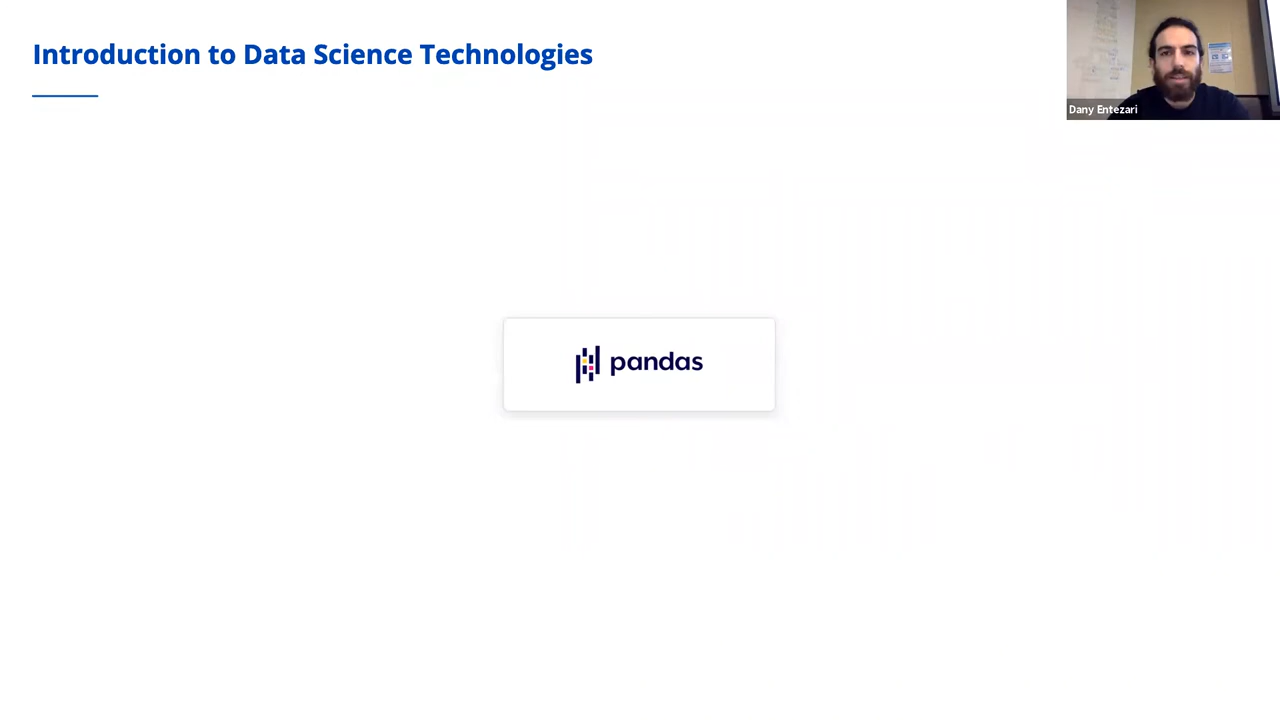 Introduction to Data Science Technologies
Dany Entezari
pandas